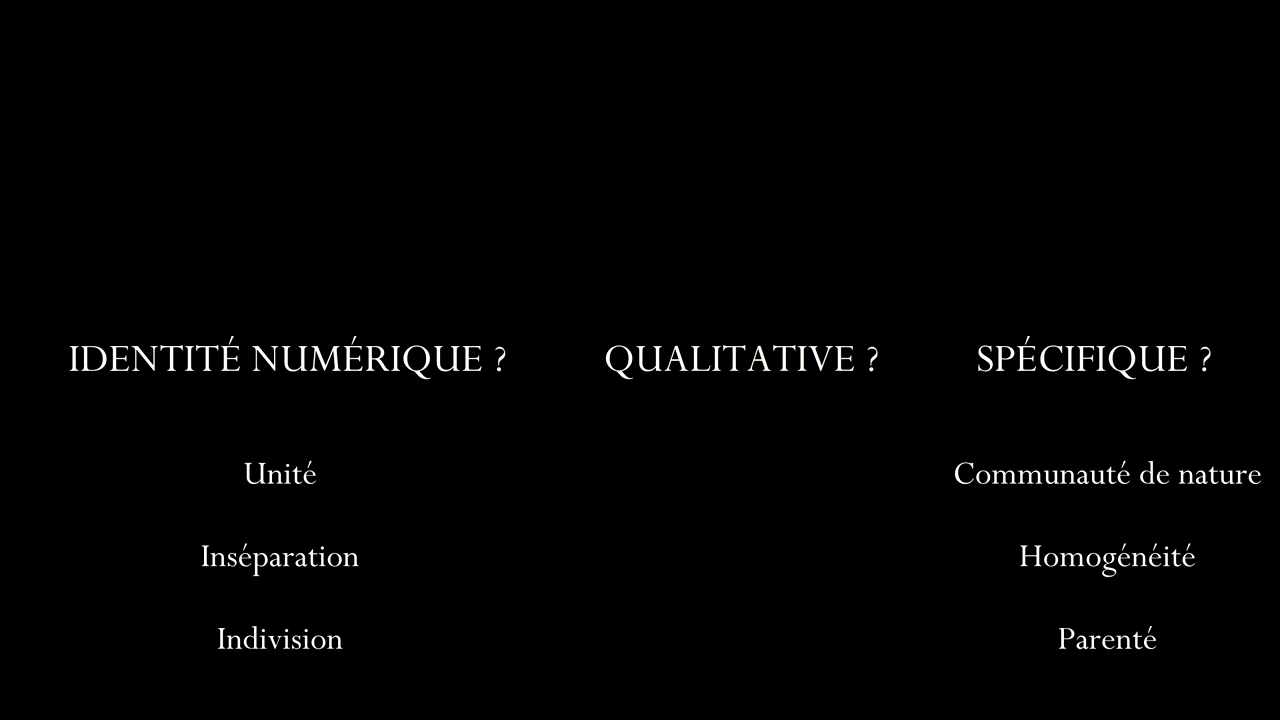 IDENTITÉ NUMÉRIQUE ? QUALITATIVE ? SPÉCIFIQUE ?
Unité Communauté de nature
Inséparation Homogénéité
Indivision Parenté